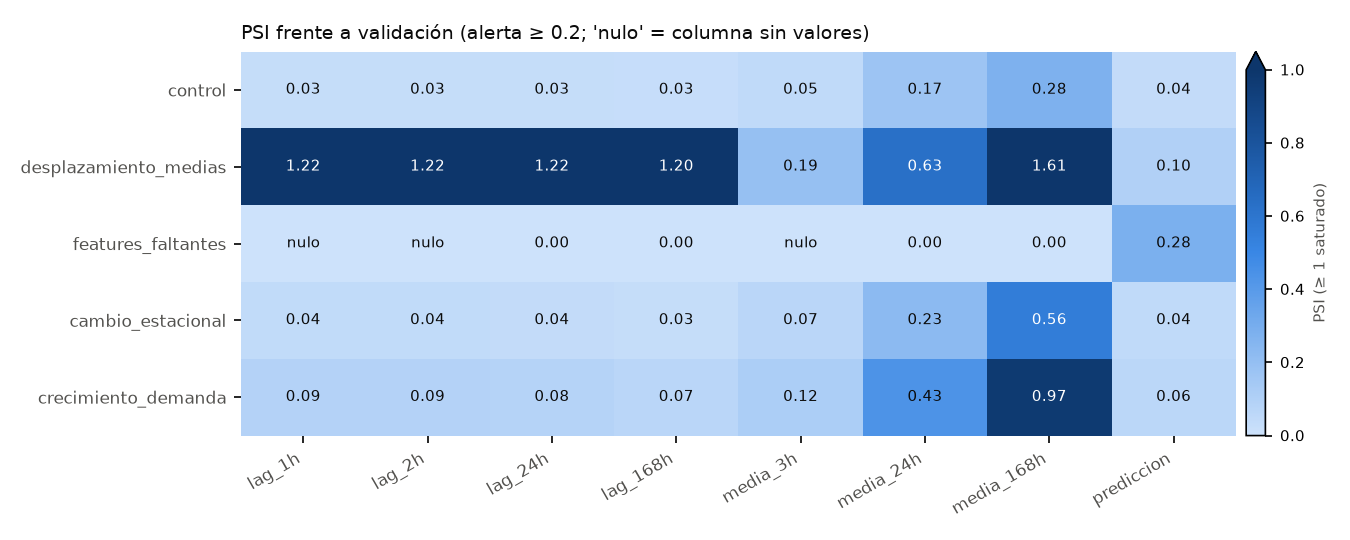 PSI frente a validación (alerta ≥ 0.2; 'nulo' = columna sin valores)
control 0.03 0.03 0.03 0.03 0.05 0.17 0.28 0.04
desplazamiento_medias 1.22 1.22 1.22 1.20 0.19 0.63 1.61 0.10
features_faltantes nulo nulo 0.00 0.00 nulo 0.00 0.00 0.28
cambio_estacional 0.04 0.04 0.04 0.03 0.07 0.23 0.56 0.04
crecimiento_demanda 0.09 0.09 0.08 0.07 0.12 0.43 0.97 0.06
lag_1h lag_2h lag_24h lag_168h media_3h media_24h media_168h prediccion
1.0
0.8
0.6
0.4
0.2
0.0
PSI (≥ 1 saturado)